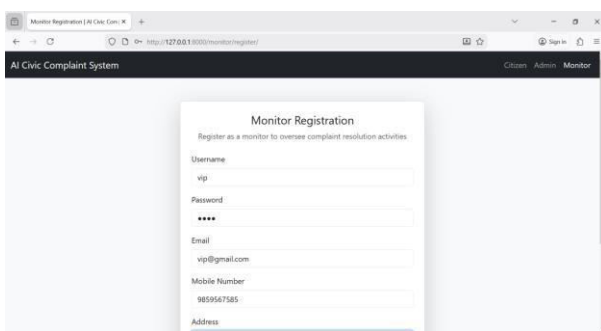 Monitor Registration | AI Civic Com
http://127.0.0.1:8000/monitor/register/
Sign in
AI Civic Complaint System
Citizen Admin Monitor
Monitor Registration
Register as a monitor to oversee complaint resolution activities
Username
vip
Password
••••
Email
vip@gmail.com
Mobile Number
9859567585
Address